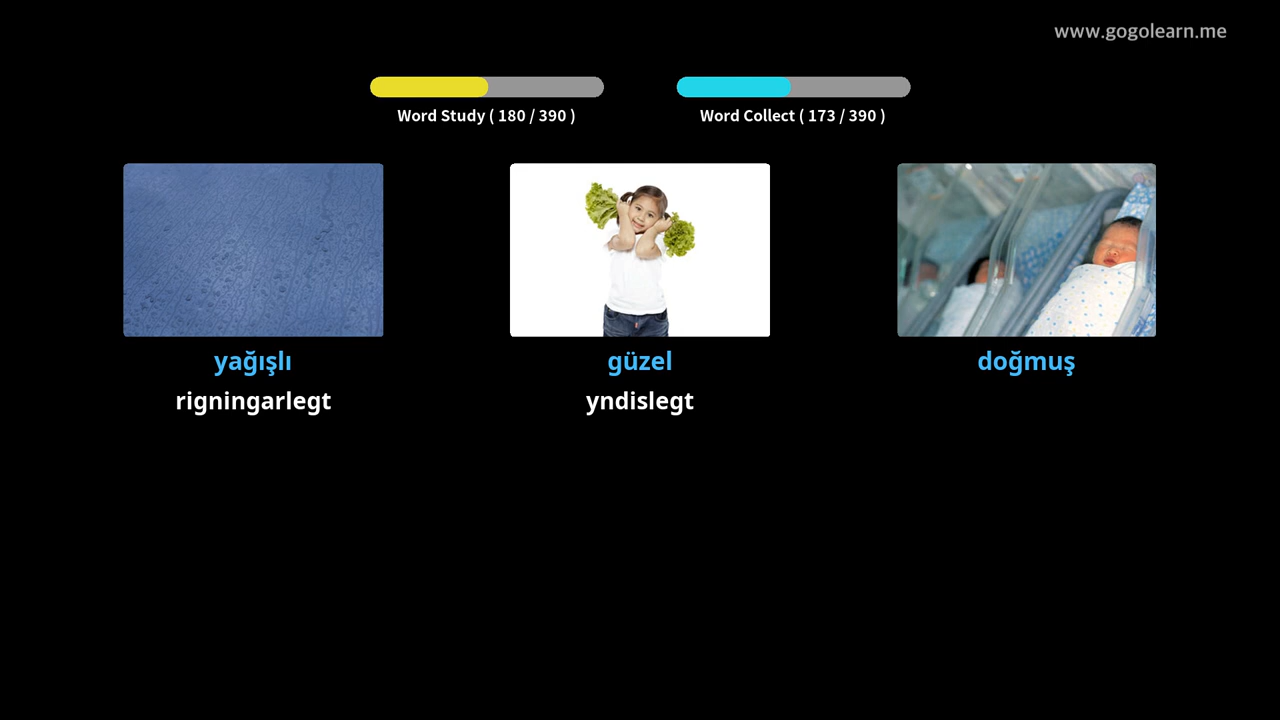 www.gogolearn.me
Word Study ( 180 / 390 )
Word Collect ( 173 / 390 )
yağışlı
güzel
doğmuş
rigningarlegt
yndislegt